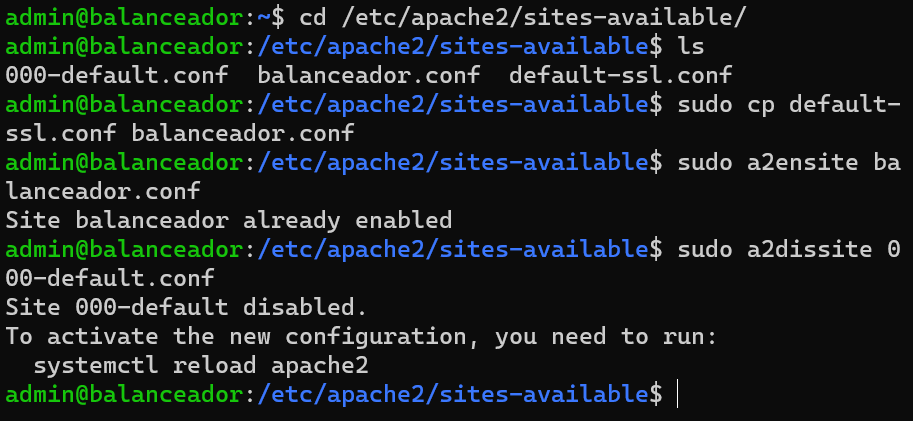 admin@balanceador:~$ cd /etc/apache2/sites-available/
admin@balanceador:/etc/apache2/sites-available$ ls
000-default.conf  balanceador.conf  default-ssl.conf
admin@balanceador:/etc/apache2/sites-available$ sudo cp default-
ssl.conf balanceador.conf
admin@balanceador:/etc/apache2/sites-available$ sudo a2ensite ba
lanceador.conf
Site balanceador already enabled
admin@balanceador:/etc/apache2/sites-available$ sudo a2dissite 0
00-default.conf
Site 000-default disabled.
To activate the new configuration, you need to run:
  systemctl reload apache2
admin@balanceador:/etc/apache2/sites-available$